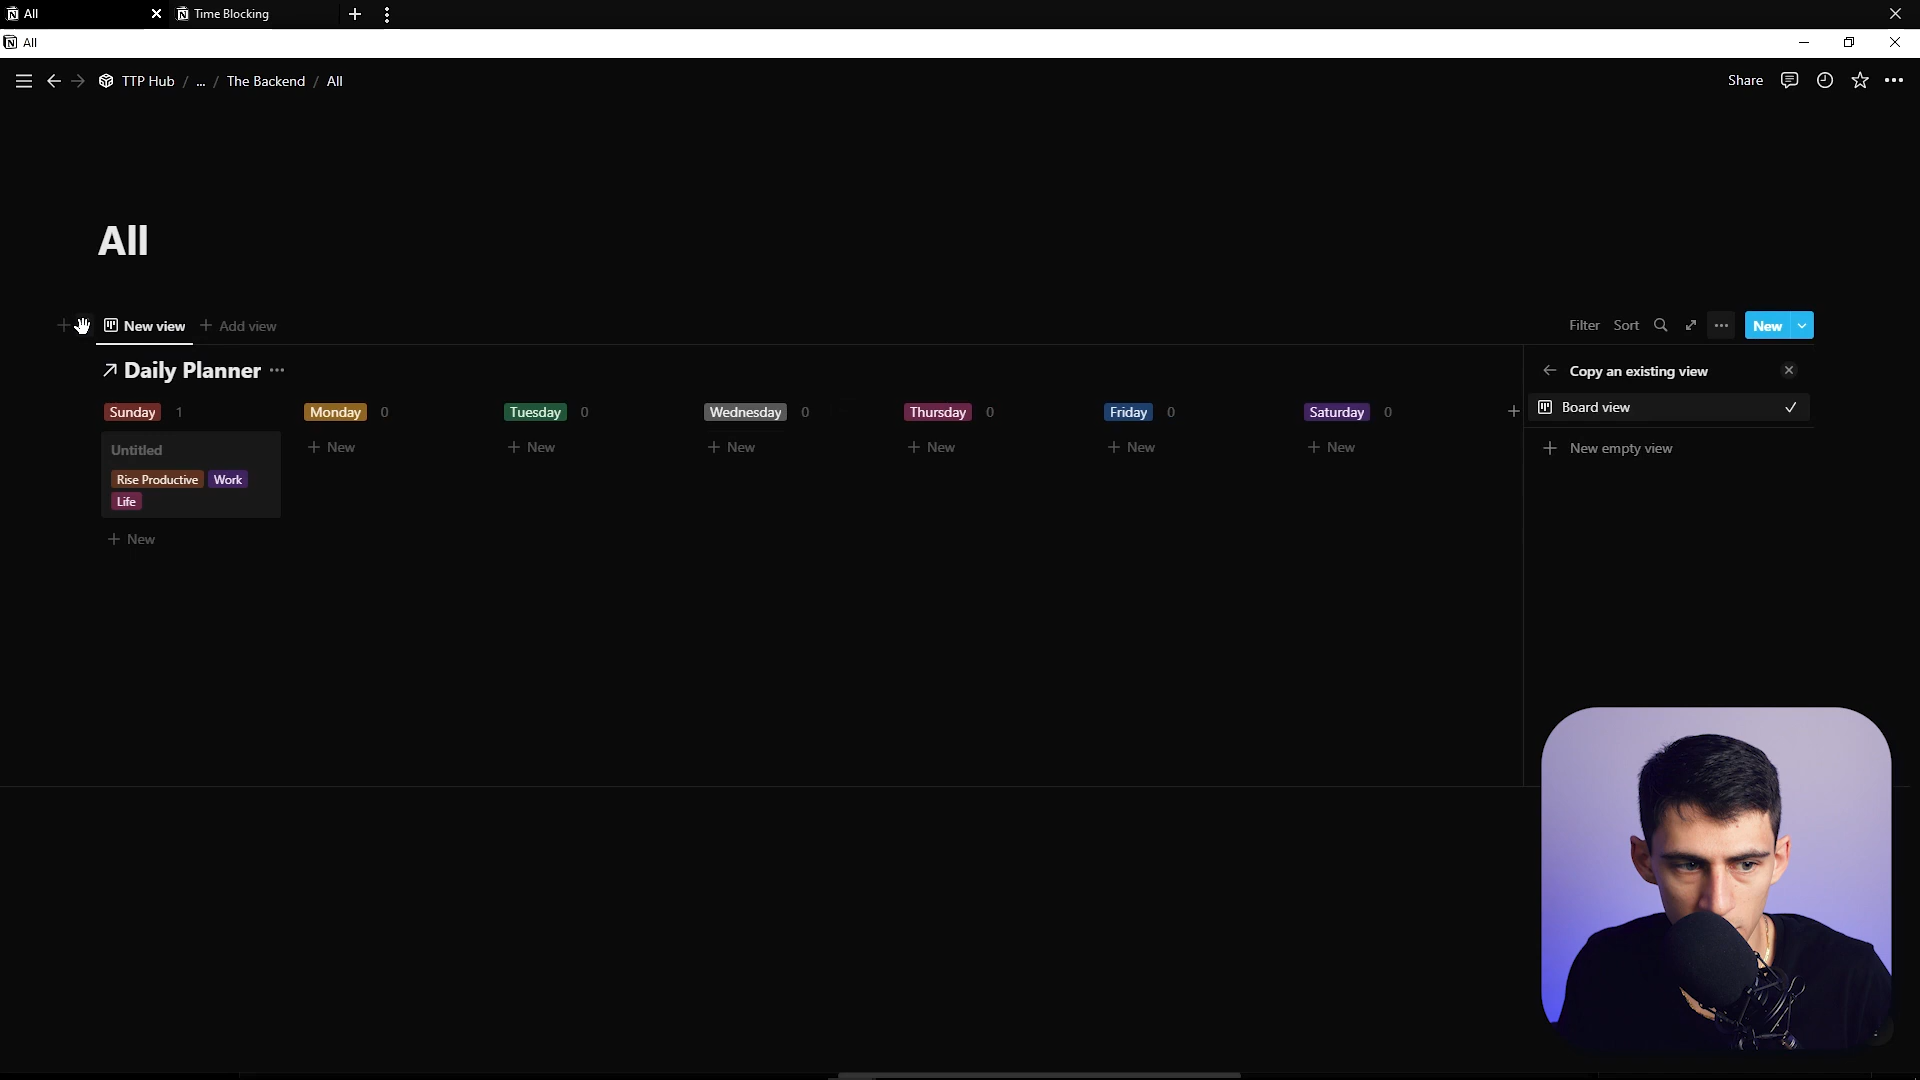 All
Time Blocking
All
TTP Hub / ... / The Backend / All
Share
All
New view
Add view
Filter Sort
New
Daily Planner
Copy an existing view
Sunday 1
Monday 0
Tuesday 0
Wednesday 0
Thursday 0
Friday 0
Saturday 0
Board view
Untitled
Rise Productive Work
Life
New
New
New
New
New
New
New
New empty view